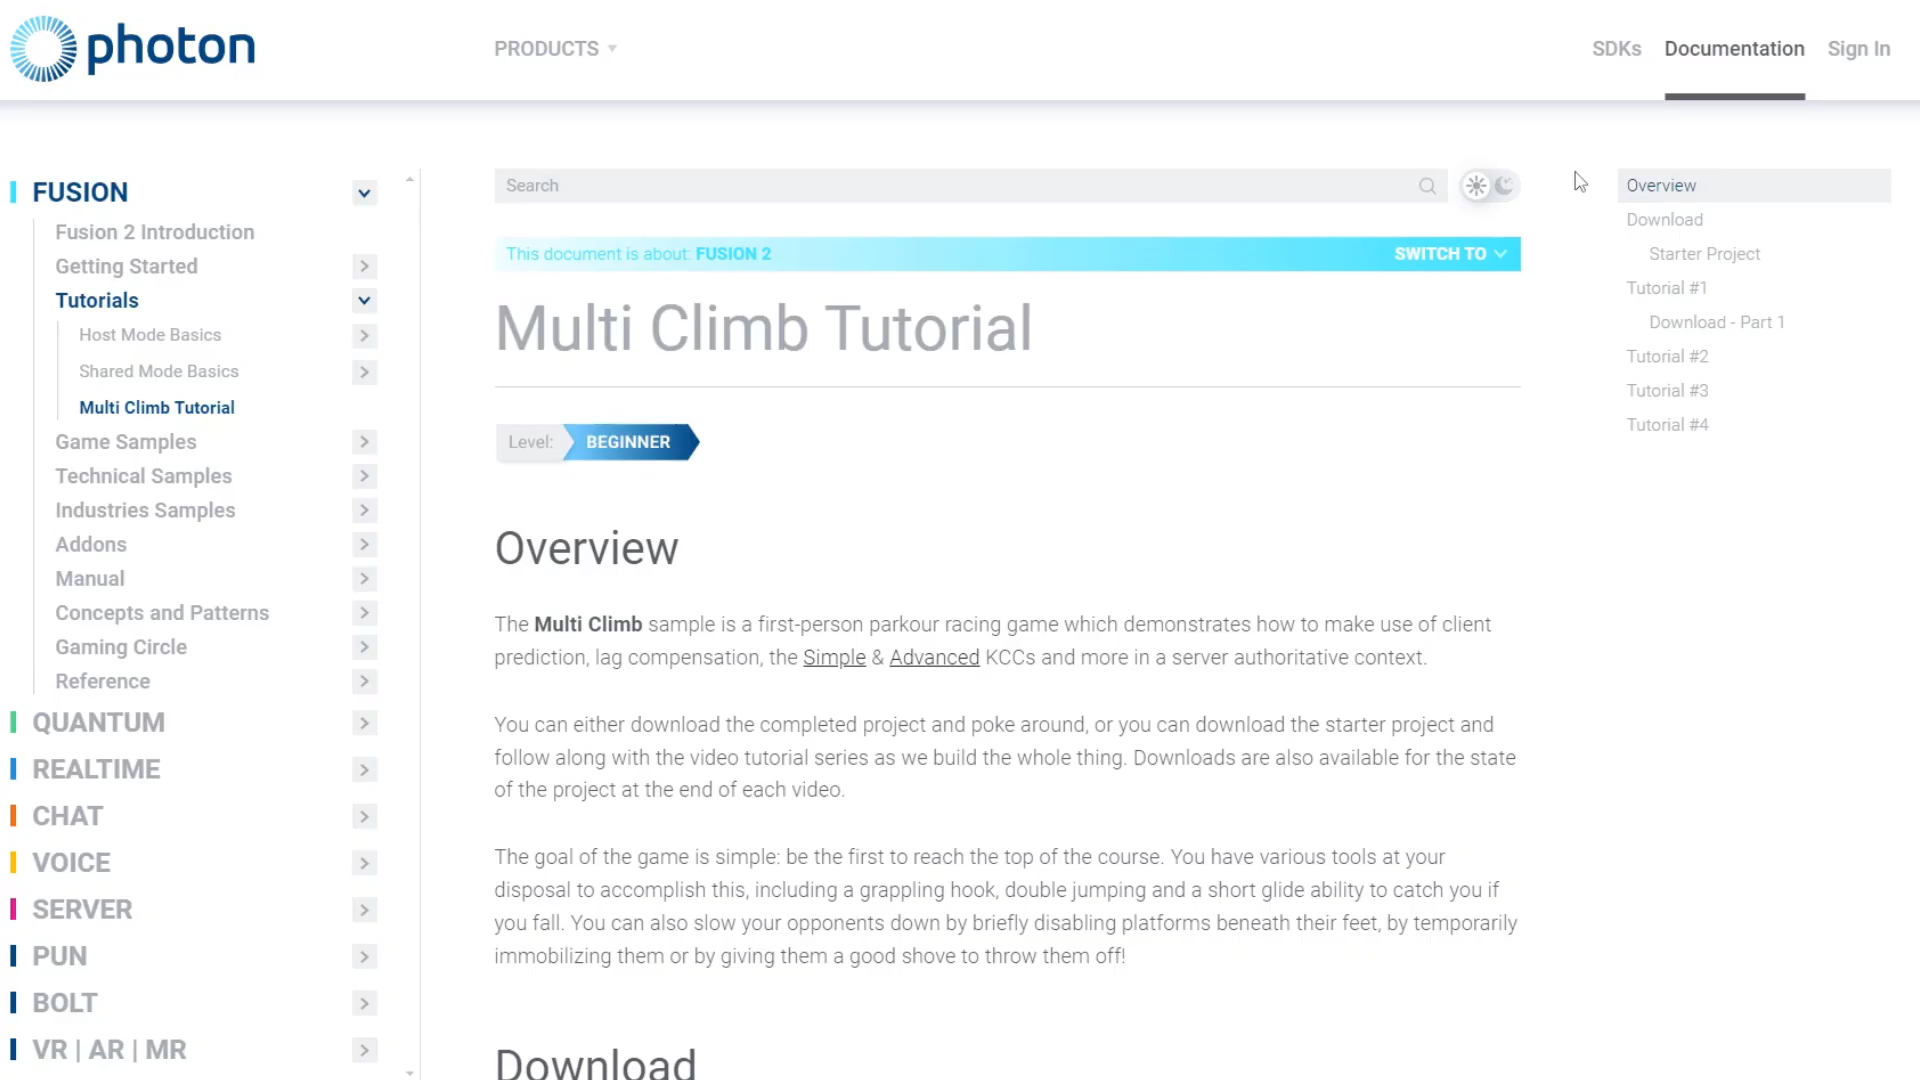 photon
PRODUCTS
SDKs
Documentation
Sign In
FUSION
Fusion 2 Introduction
Getting Started
Tutorials
Host Mode Basics
Shared Mode Basics
Multi Climb Tutorial
Game Samples
Technical Samples
Industries Samples
Addons
Manual
Concepts and Patterns
Gaming Circle
Reference
QUANTUM
REALTIME
CHAT
VOICE
SERVER
PUN
BOLT
VR | AR | MR
Search
This document is about: FUSION 2
SWITCH TO
Multi Climb Tutorial
Level: BEGINNER
Overview
The Multi Climb sample is a first-person parkour racing game which demonstrates how to make use of client
prediction, lag compensation, the Simple & Advanced KCCs and more in a server authoritative context.
You can either download the completed project and poke around, or you can download the starter project and
follow along with the video tutorial series as we build the whole thing. Downloads are also available for the state
of the project at the end of each video.
The goal of the game is simple: be the first to reach the top of the course. You have various tools at your
disposal to accomplish this, including a grappling hook, double jumping and a short glide ability to catch you if
you fall. You can also slow your opponents down by briefly disabling platforms beneath their feet, by temporarily
immobilizing them or by giving them a good shove to throw them off!
Download
Overview
Download
Starter Project
Tutorial #1
Download - Part 1
Tutorial #2
Tutorial #3
Tutorial #4